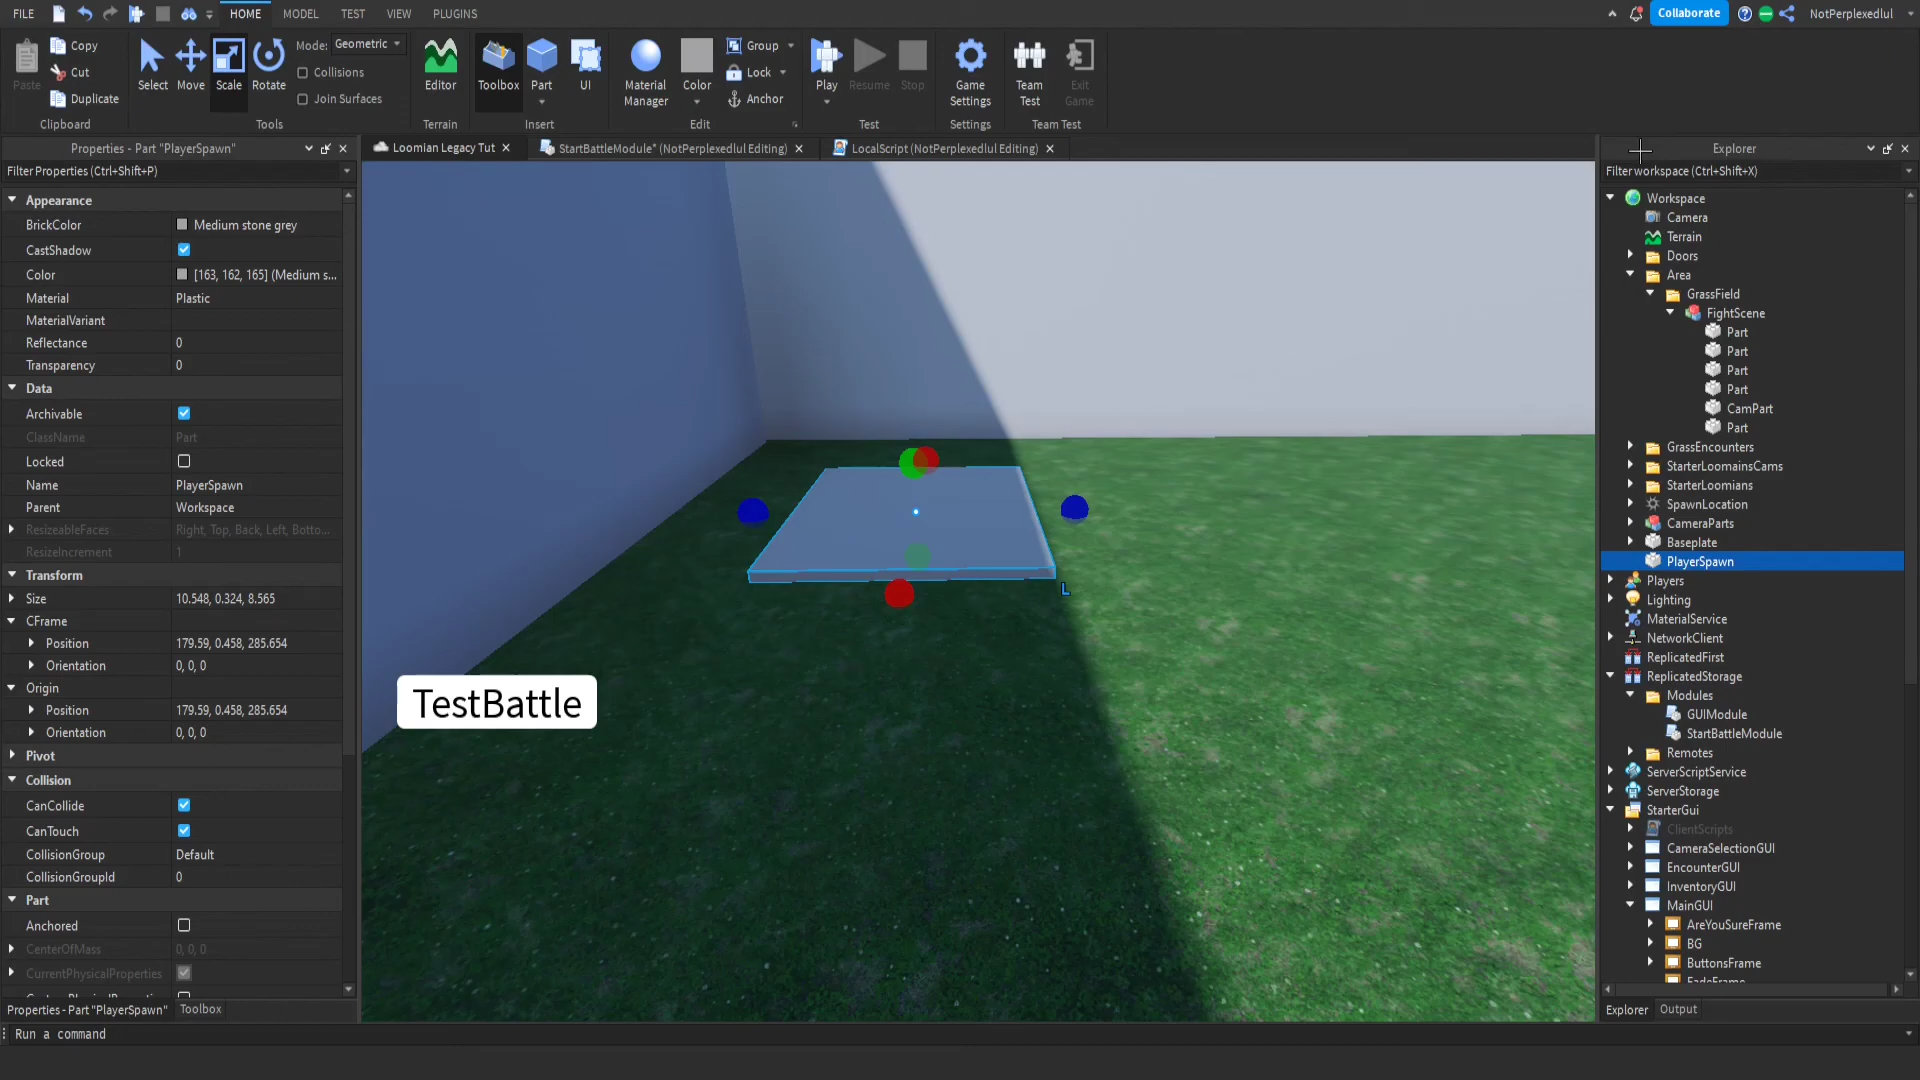 FILE HOME MODEL TEST VIEW PLUGINS Collaborate NotPerplexedlul
Paste Copy Cut Duplicate Clipboard
Select Move Scale Rotate Mode: Geometric Collisions Join Surfaces Tools
Editor Terrain
Toolbox Part UI Insert
Material Manager Color Group Lock Anchor Edit
Play Resume Stop Test
Game Settings Settings
Team Test Exit Game Team Test
Properties - Part "PlayerSpawn"
Filter Properties (Ctrl+Shift+P)
Appearance
BrickColor Medium stone grey
CastShadow
Color [163, 162, 165] (Medium s...
Material Plastic
MaterialVariant
Reflectance 0
Transparency 0
Data
Archivable
ClassName Part
Locked
Name PlayerSpawn
Parent Workspace
ResizeableFaces Right, Top, Back, Left, Botto...
ResizeIncrement 1
Transform
Size 10.548, 0.324, 8.565
CFrame
Position 179.59, 0.458, 285.654
Orientation 0, 0, 0
Origin
Position 179.59, 0.458, 285.654
Orientation 0, 0, 0
Pivot
Collision
CanCollide
CanTouch
CollisionGroup Default
CollisionGroupId 0
Part
Anchored
CenterOfMass 0, 0, 0
CurrentPhysicalProperties
Properties - Part "PlayerSpawn" Toolbox
Run a command
Loomian Legacy Tut StartBattleModule* (NotPerplexedlul Editing) LocalScript (NotPerplexedlul Editing)
TestBattle
L
Explorer
Filter workspace (Ctrl+Shift+X)
Workspace
Camera
Terrain
Doors
Area
GrassField
FightScene
Part
Part
Part
Part
CamPart
Part
GrassEncounters
StarterLoomainsCams
StarterLoomians
SpawnLocation
CameraParts
Baseplate
PlayerSpawn
Players
Lighting
MaterialService
NetworkClient
ReplicatedFirst
ReplicatedStorage
Modules
GUIModule
StartBattleModule
Remotes
ServerScriptService
ServerStorage
StarterGui
ClientScripts
CameraSelectionGUI
EncounterGUI
InventoryGUI
MainGUI
AreYouSureFrame
BG
ButtonsFrame
Explorer Output